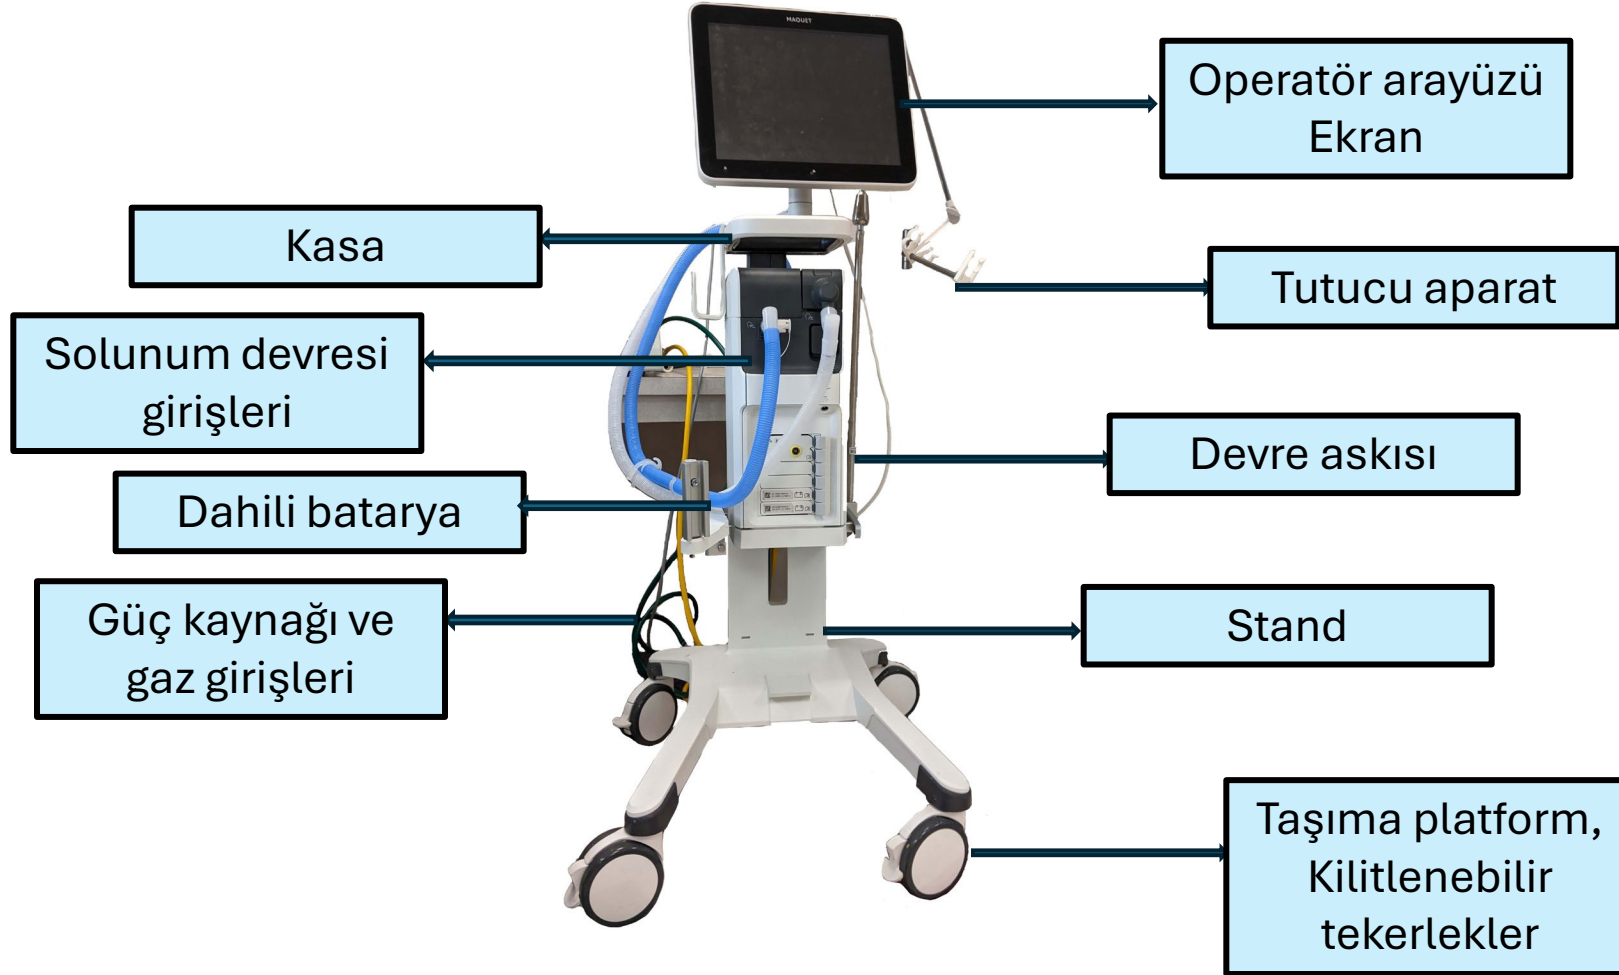 MAQUET
Operatör arayüzü
Ekran
Kasa
Tutucu aparat
Solunum devresi
girişleri
Devre askısı
Dahili batarya
Güç kaynağı ve
gaz girişleri
Stand
Taşıma platform,
Kilitlenebilir
tekerlekler